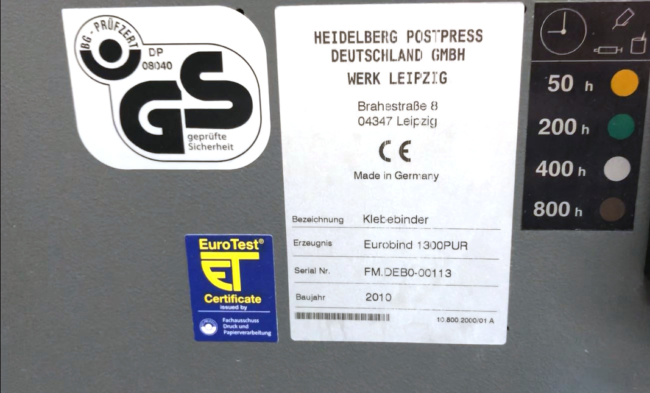 BG - PRÜFZERT
DP
08040
GS
geprüfte
Sicherheit
EuroTest®
ET
Certificate
issued by
Fachausschuss
Druck und
Papierverarbeitung
HEIDELBERG POSTPRESS
DEUTSCHLAND GMBH
WERK LEIPZIG
Brahestraße 8
04347 Leipzig
CE
Made in Germany
Bezeichnung Klebebinder
Erzeugnis Eurobind 1300PUR
Serial Nr. FM.DEB0-00113
Baujahr 2010
10.800.2000/01.A
50 h
200 h
400 h
800 h